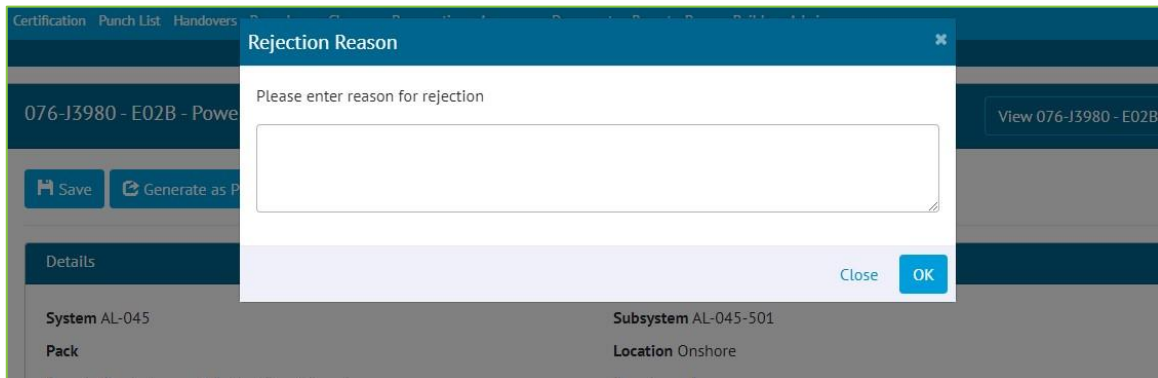 Certification Punch List Handovers
Rejection Reason
Please enter reason for rejection
076-J3980 - E02B - Powe
View 076-J3980 - E02B
Save Generate as P
Details
Close OK
System AL-045
Subsystem AL-045-501
Pack
Location Onshore